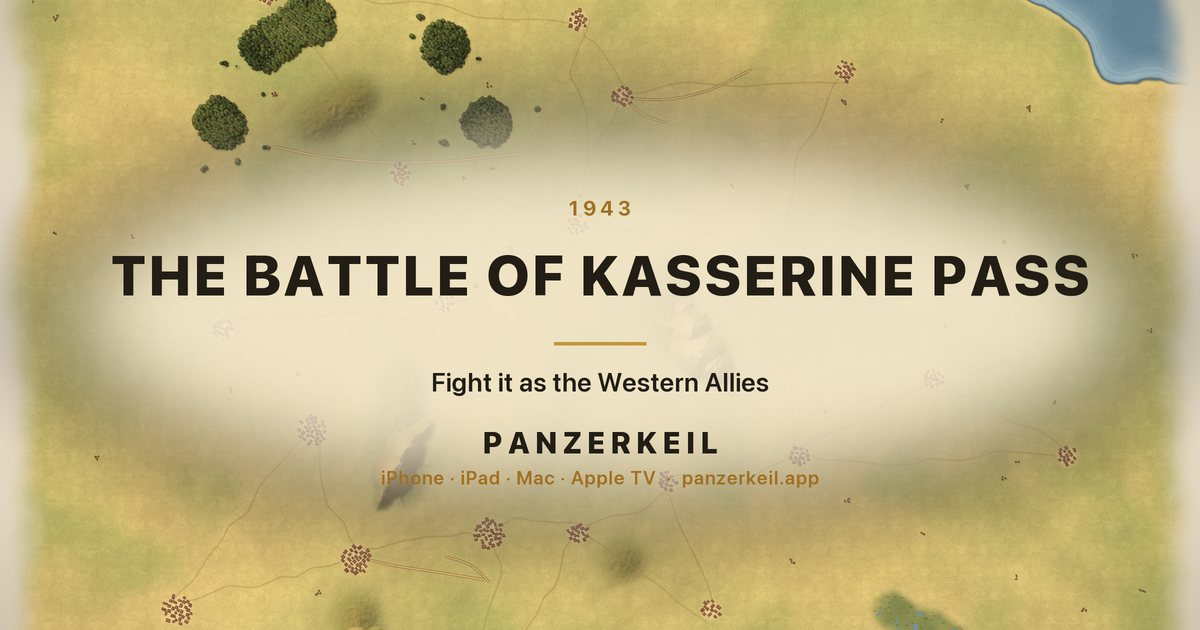 1943
THE BATTLE OF KASSERINE PASS
Fight it as the Western Allies
PANZERKEIL
iPhone · iPad · Mac · Apple TV · panzerkeil.app